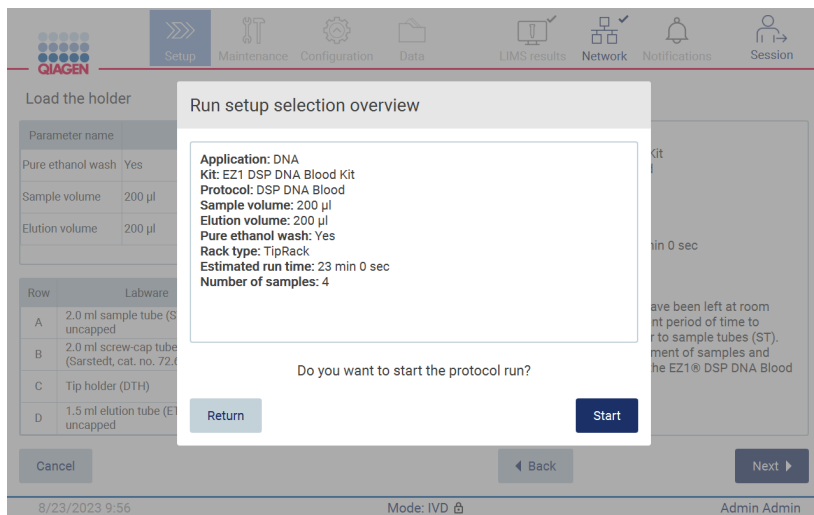 Setup
Maintenance
Configuration
Data
LIMS results
Network
Notifications
Session
QIAGEN
Load the holder
Run setup selection overview
Parameter name
Pure ethanol wash Yes
Sample volume 200 µl
Elution volume 200 µl
Application: DNA
Kit: EZ1 DSP DNA Blood Kit
Protocol: DSP DNA Blood
Sample volume: 200 µl
Elution volume: 200 µl
Pure ethanol wash: Yes
Rack type: TipRack
Estimated run time: 23 min 0 sec
Number of samples: 4
Kit
min 0 sec
Row Labware
A 2.0 ml sample tube (S
uncapped
B 2.0 ml screw-cap tube
(Sarstedt, cat. no. 72.6
C Tip holder (DTH)
D 1.5 ml elution tube (ET
uncapped
ave been left at room
nt period of time to
r to sample tubes (ST).
ment of samples and
he EZ1® DSP DNA Blood
Do you want to start the protocol run?
Return
Start
Cancel
Back
Next
8/23/2023 9:56
Mode: IVD
Admin Admin